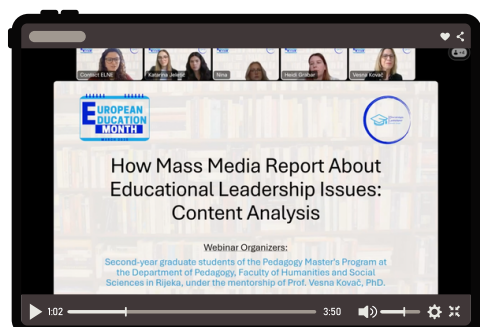 Contact ELNE
Katarina Jelešić
Nina
Heidi Grabar
Vesna Kovač
EUROPEAN
EDUCATION
MONTH
How Mass Media Report About
Educational Leadership Issues:
Content Analysis
Webinar Organizers:
Second-year graduate students of the Pedagogy Master's Program at
the Department of Pedagogy, Faculty of Humanities and Social
Sciences in Rijeka, under the mentorship of Prof. Vesna Kovač, PhD.
1:02
3:50